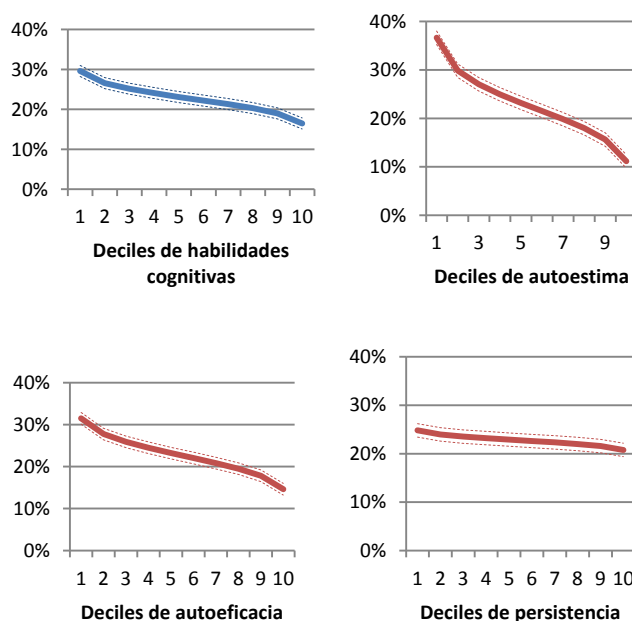 40%
30%
20%
10%
0%
1 2 3 4 5 6 7 8 9 10
Deciles de habilidades
cognitivas
40%
30%
20%
10%
0%
1 3 5 7 9
Deciles de autoestima
40%
30%
20%
10%
0%
1 2 3 4 5 6 7 8 9 10
Deciles de autoeficacia
40%
30%
20%
10%
0%
1 2 3 4 5 6 7 8 9 10
Deciles de persistencia